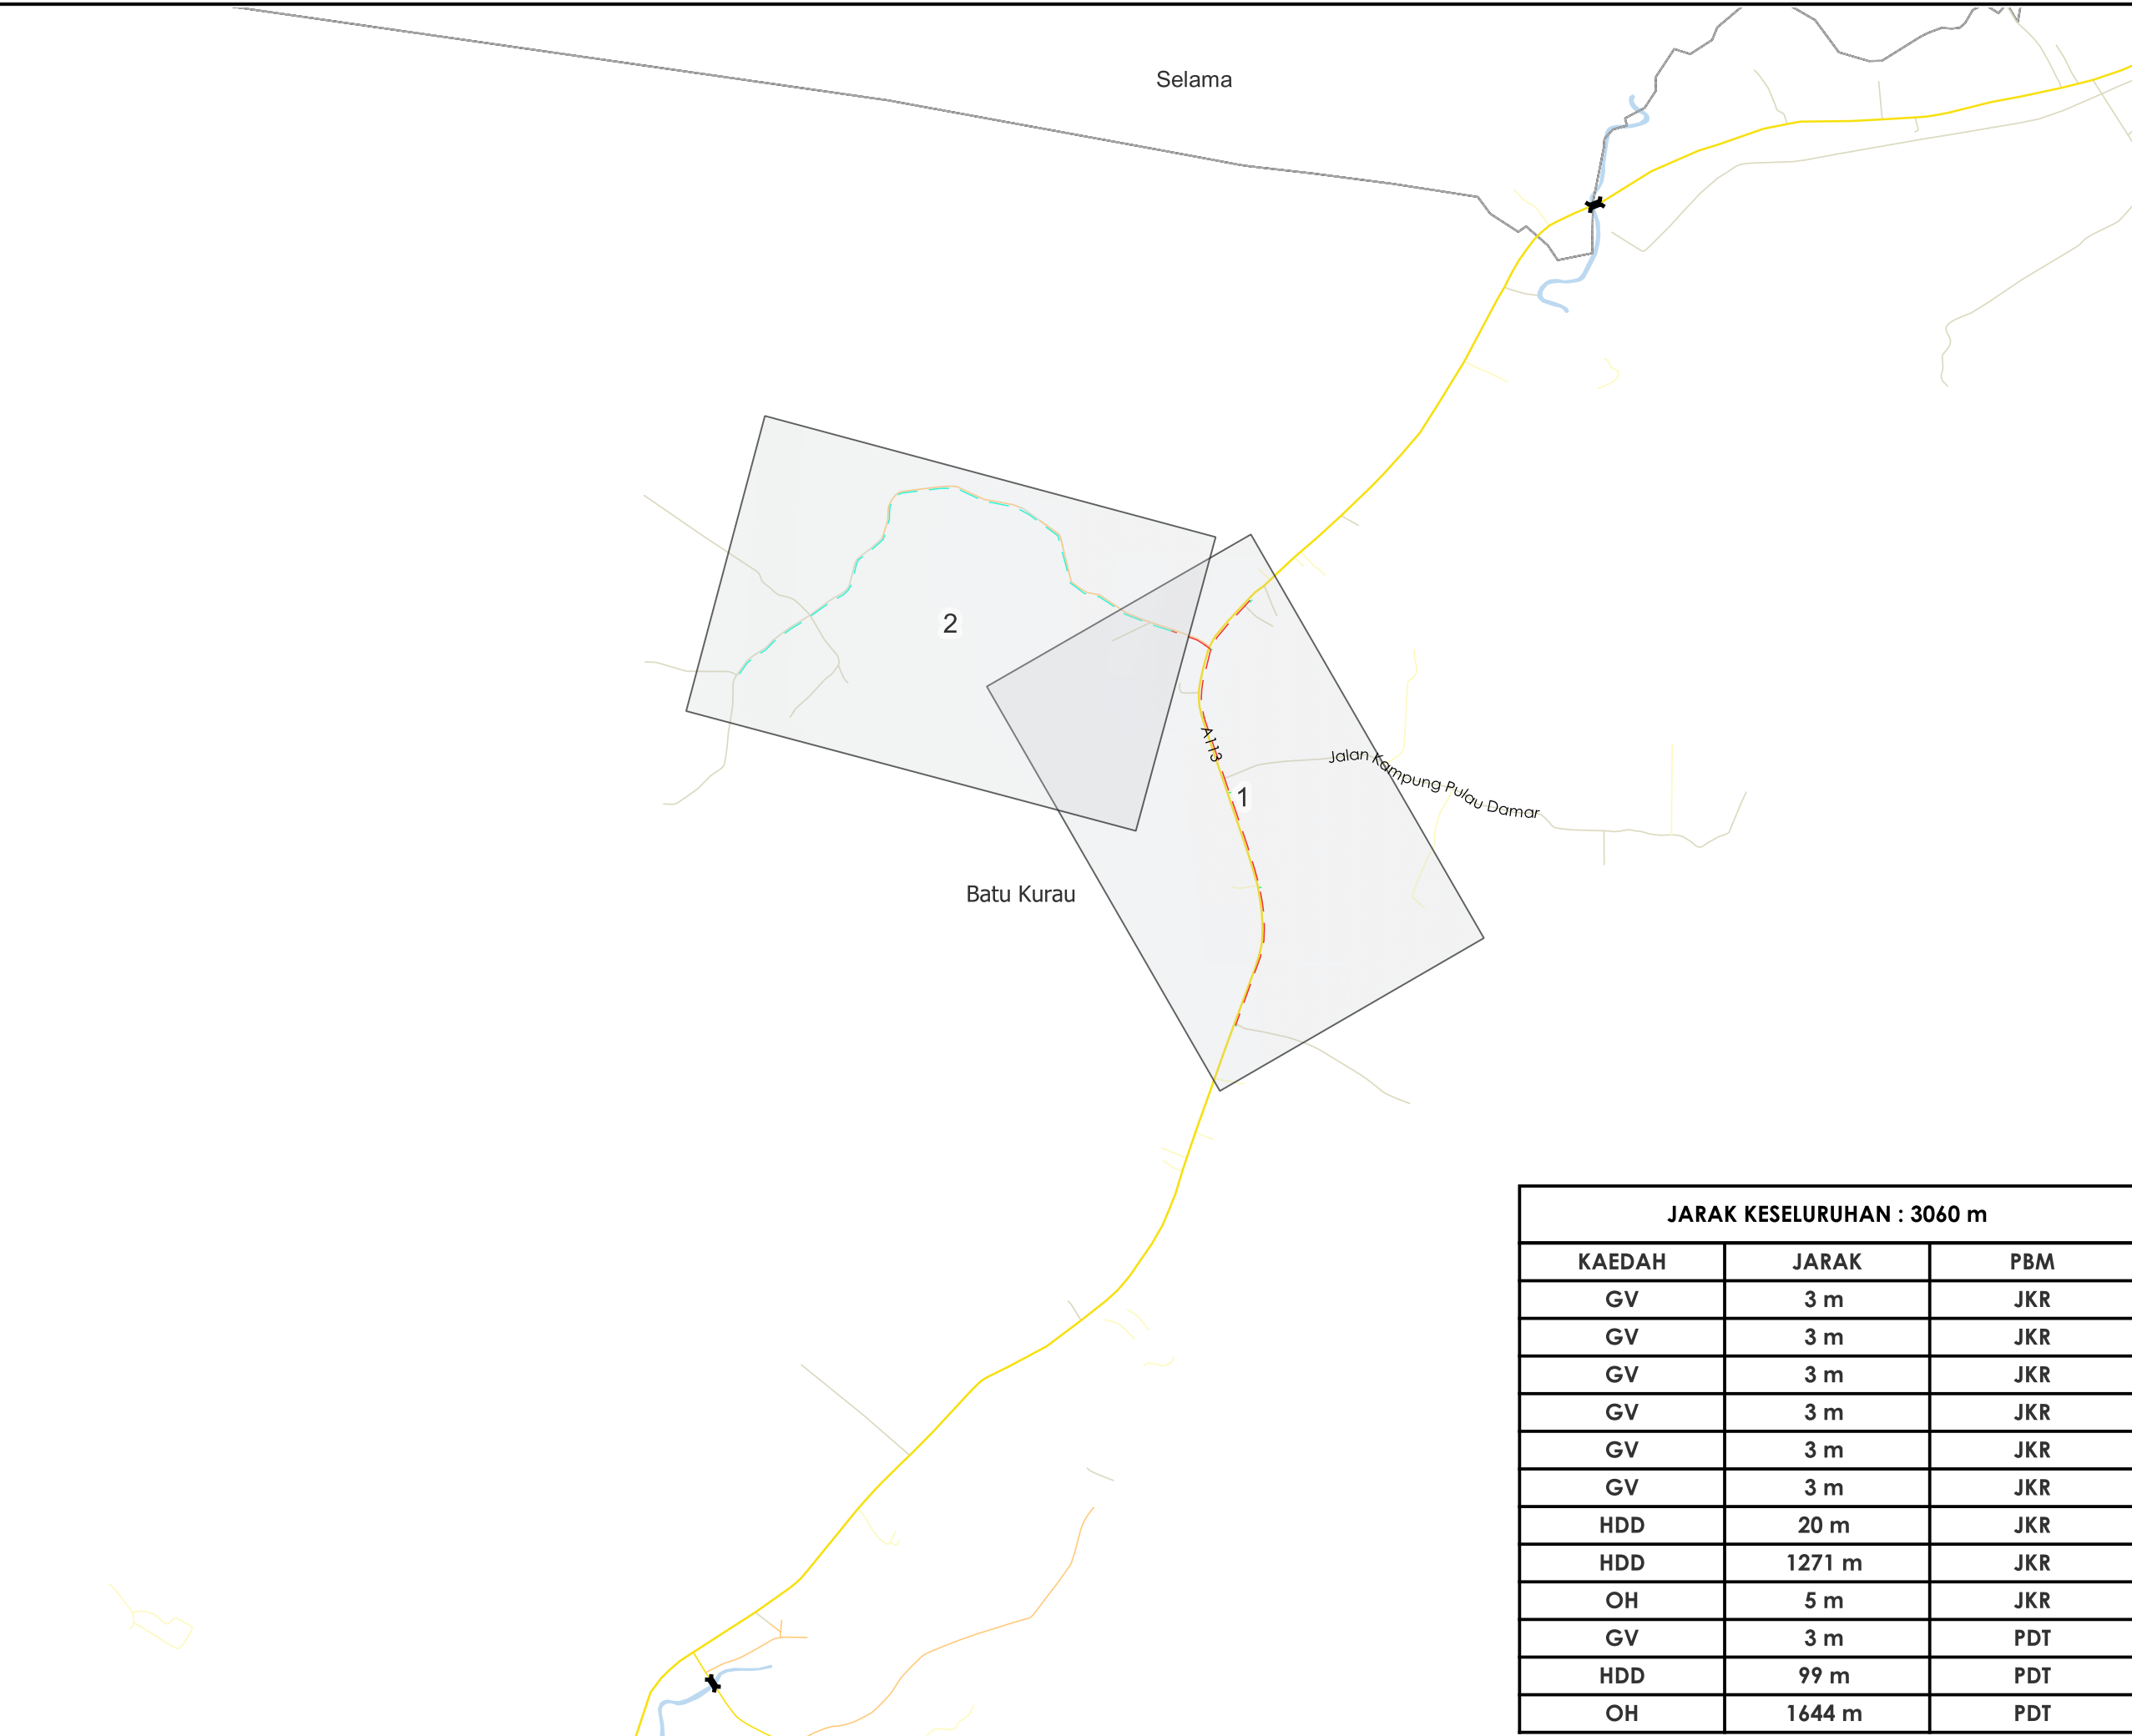 Selama
2
A113
Jalan Kampung Pulau Damar
1
Batu Kurau
JARAK KESELURUHAN : 3060 m
KAEDAH JARAK PBM
GV 3 m JKR
GV 3 m JKR
GV 3 m JKR
GV 3 m JKR
GV 3 m JKR
GV 3 m JKR
HDD 20 m JKR
HDD 1271 m JKR
OH 5 m JKR
GV 3 m PDT
HDD 99 m PDT
OH 1644 m PDT